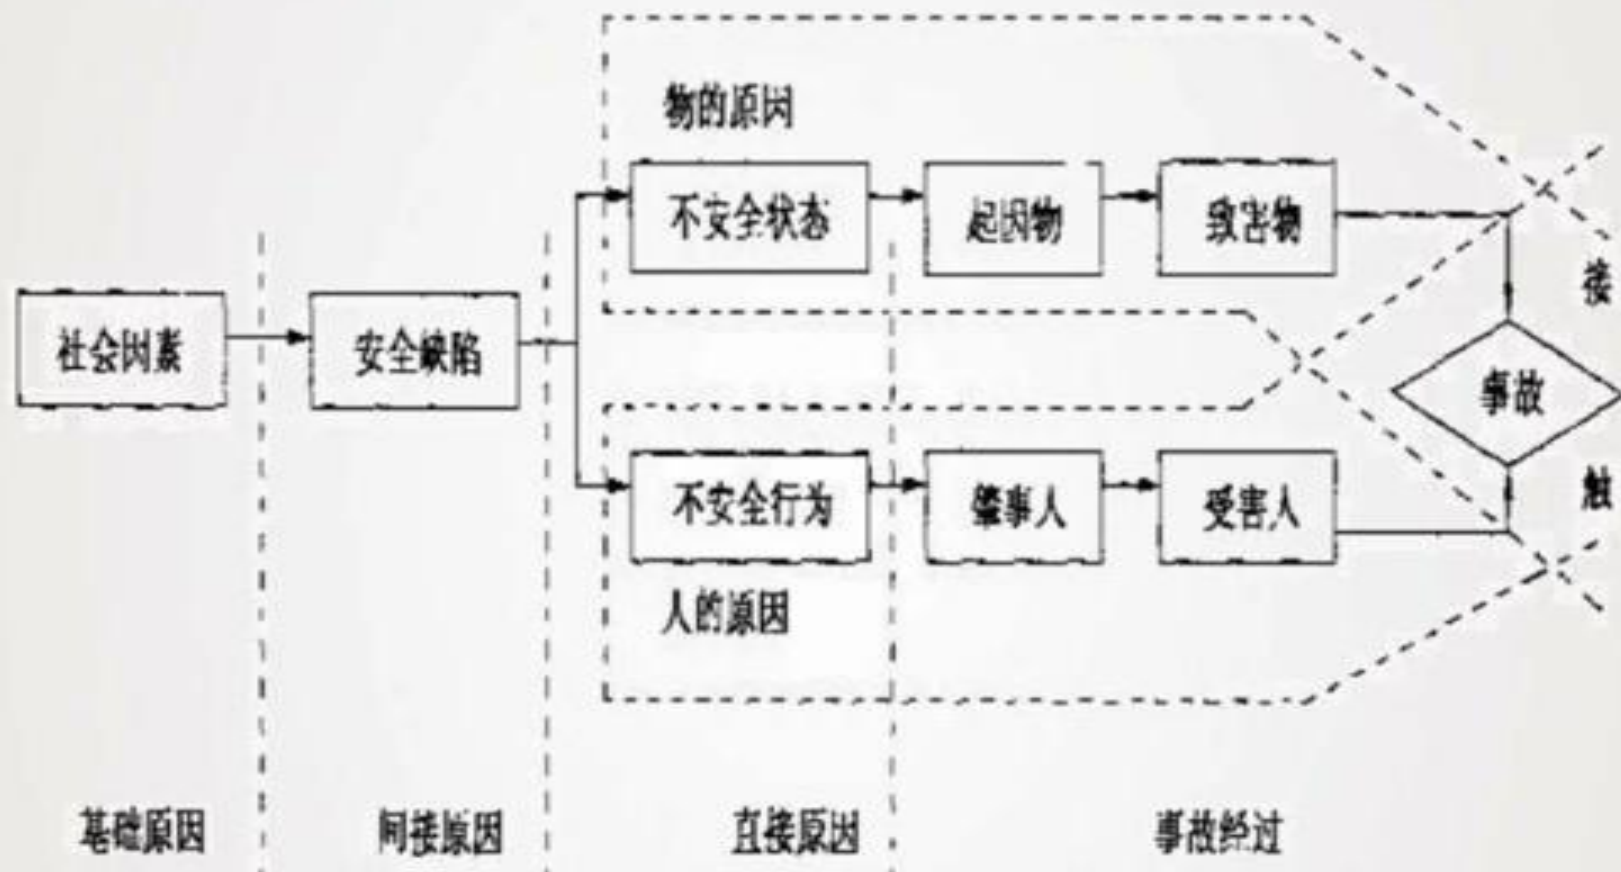 物的原因
不安全状态
起因物
致害物
接
社会因素
安全缺陷
事故
触
不安全行为
肇事人
受害人
人的原因
基础原因
间接原因
直接原因
事故经过